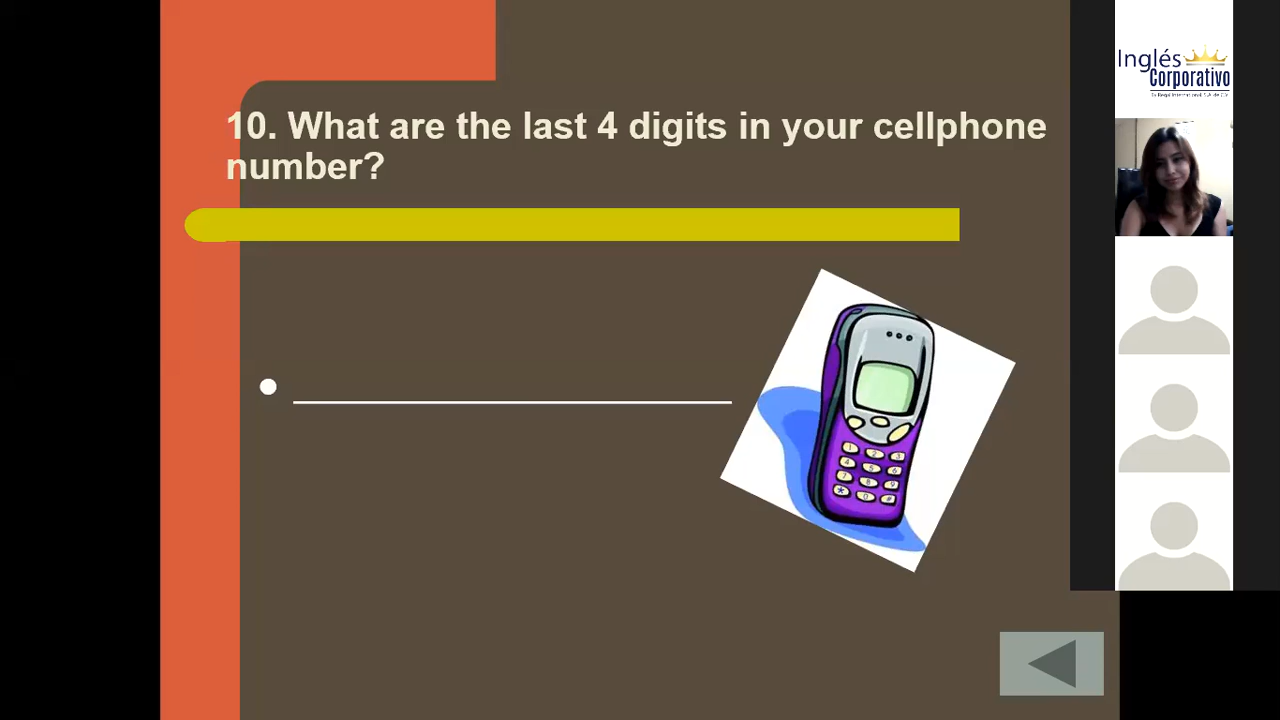 10. What are the last 4 digits in your cellphone
number?
Inglés
Corporativo